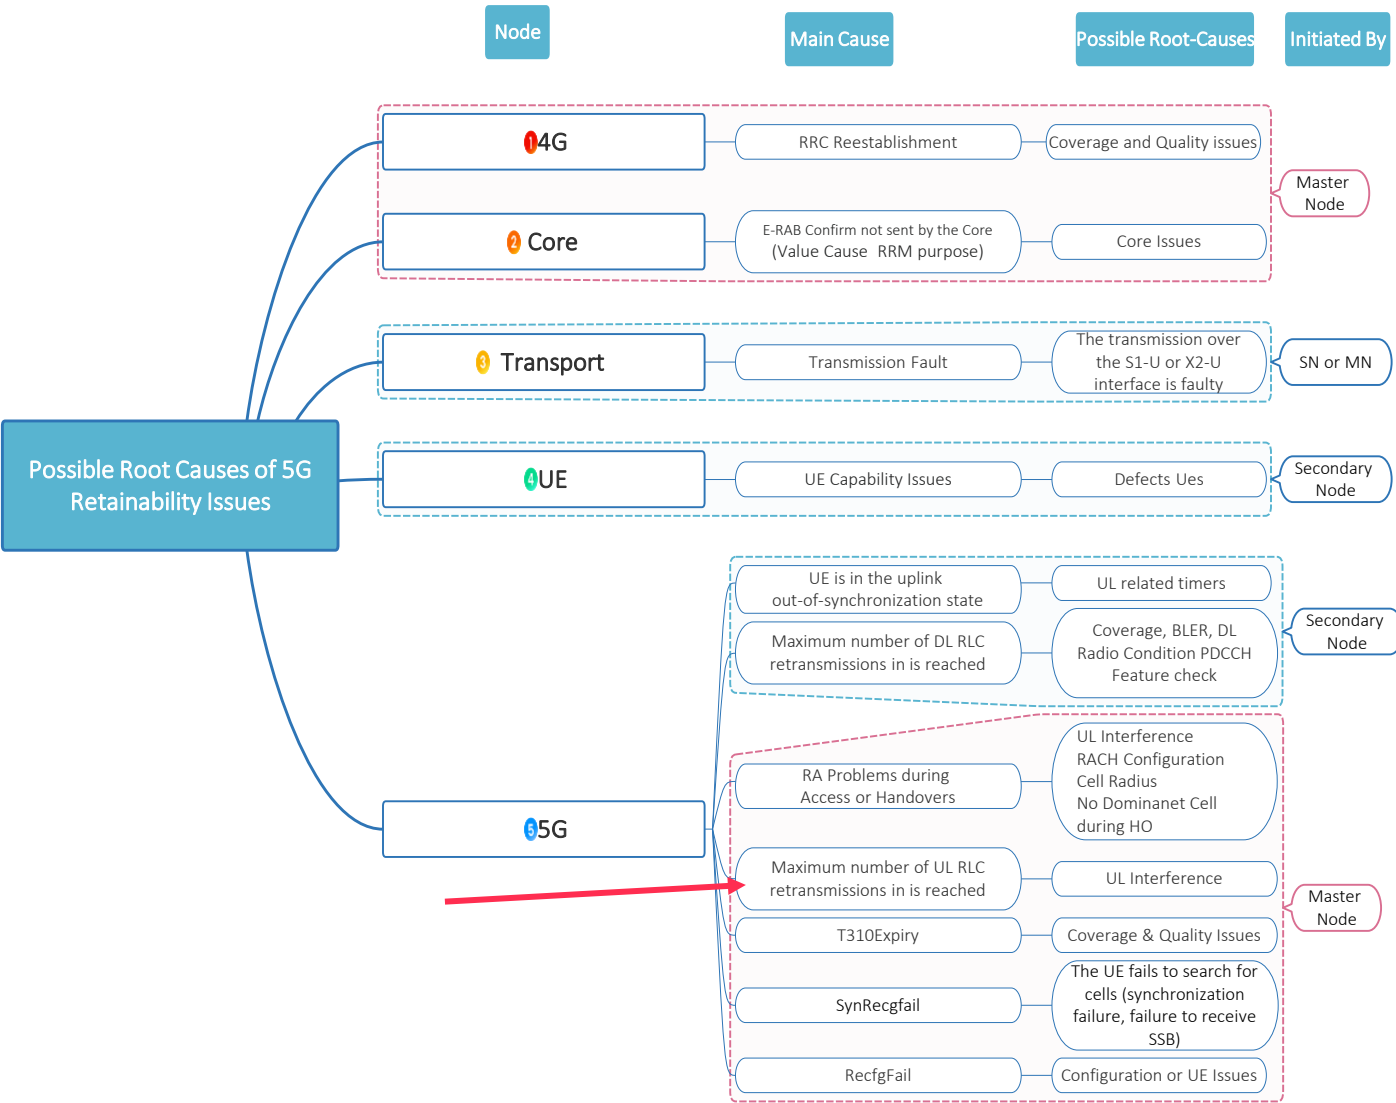 Node
Main Cause
Possible Root-Causes
Initiated By
1 4G
RRC Reestablishment
Coverage and Quality issues
Master
Node
2 Core
E-RAB Confirm not sent by the Core
(Value Cause RRM purpose)
Core Issues
3 Transport
Transmission Fault
The transmission over
the S1-U or X2-U
interface is faulty
SN or MN
Possible Root Causes of 5G
Retainability Issues
4 UE
UE Capability Issues
Defects Ues
Secondary
Node
UE is in the uplink
out-of-synchronization state
UL related timers
Maximum number of DL RLC
retransmissions in is reached
Coverage, BLER, DL
Radio Condition PDCCH
Feature check
Secondary
Node
5 5G
RA Problems during
Access or Handovers
UL Interference
RACH Configuration
Cell Radius
No Dominanet Cell
during HO
Maximum number of UL RLC
retransmissions in is reached
UL Interference
Master
Node
T310Expiry
Coverage & Quality Issues
SynRecgfail
The UE fails to search for
cells (synchronization
failure, failure to receive
SSB)
RecfgFail
Configuration or UE Issues